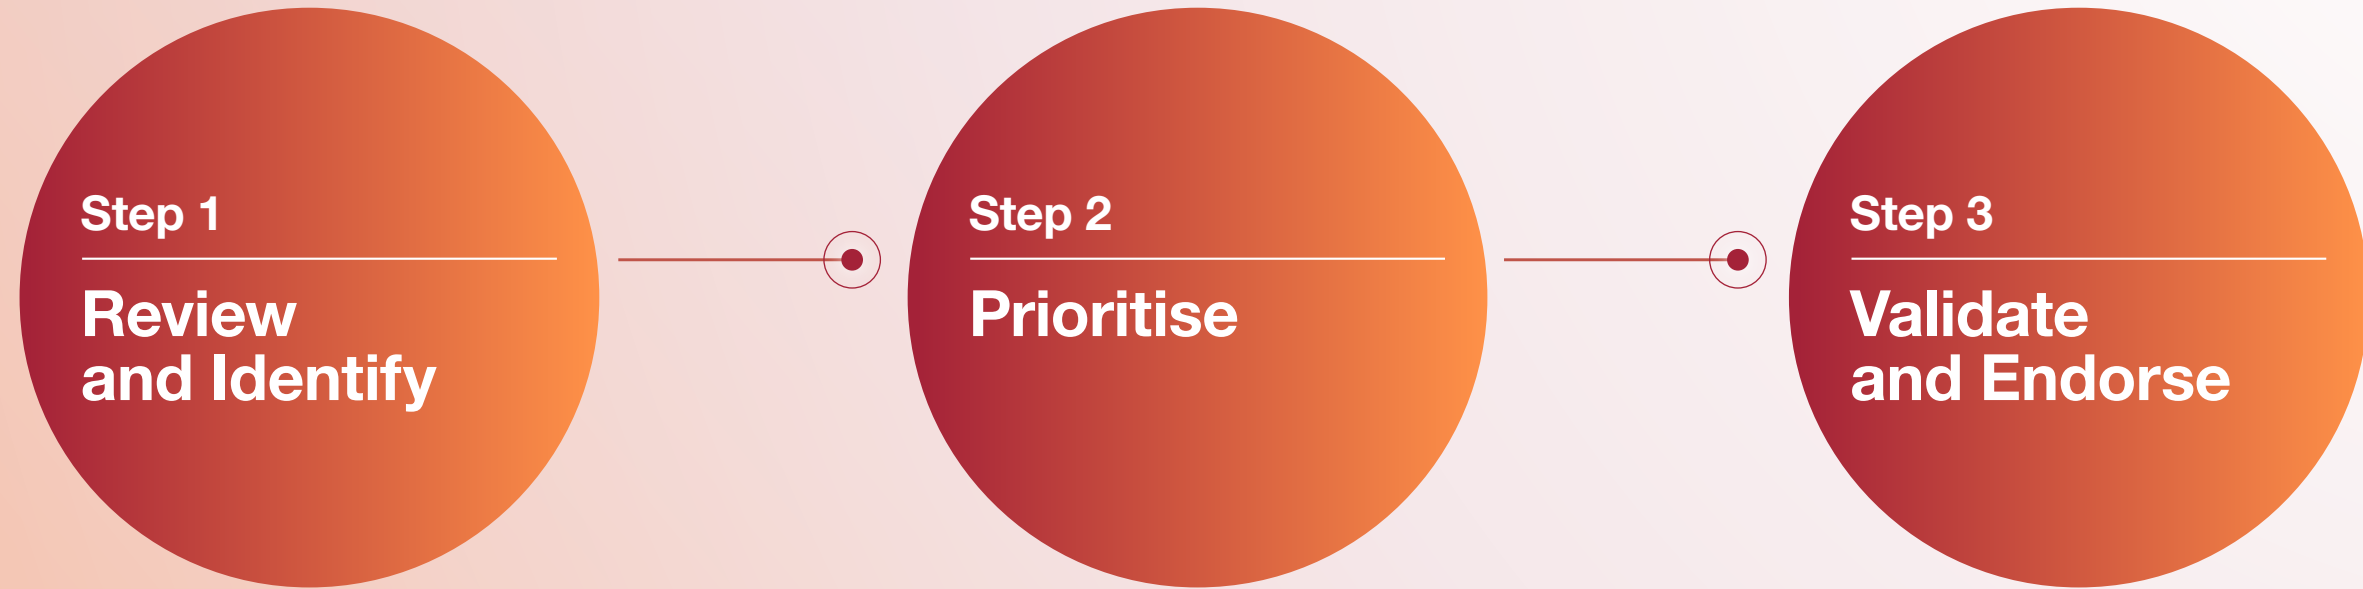 Step 1
Review
and Identify
Step 2
Prioritise
Step 3
Validate
and Endorse